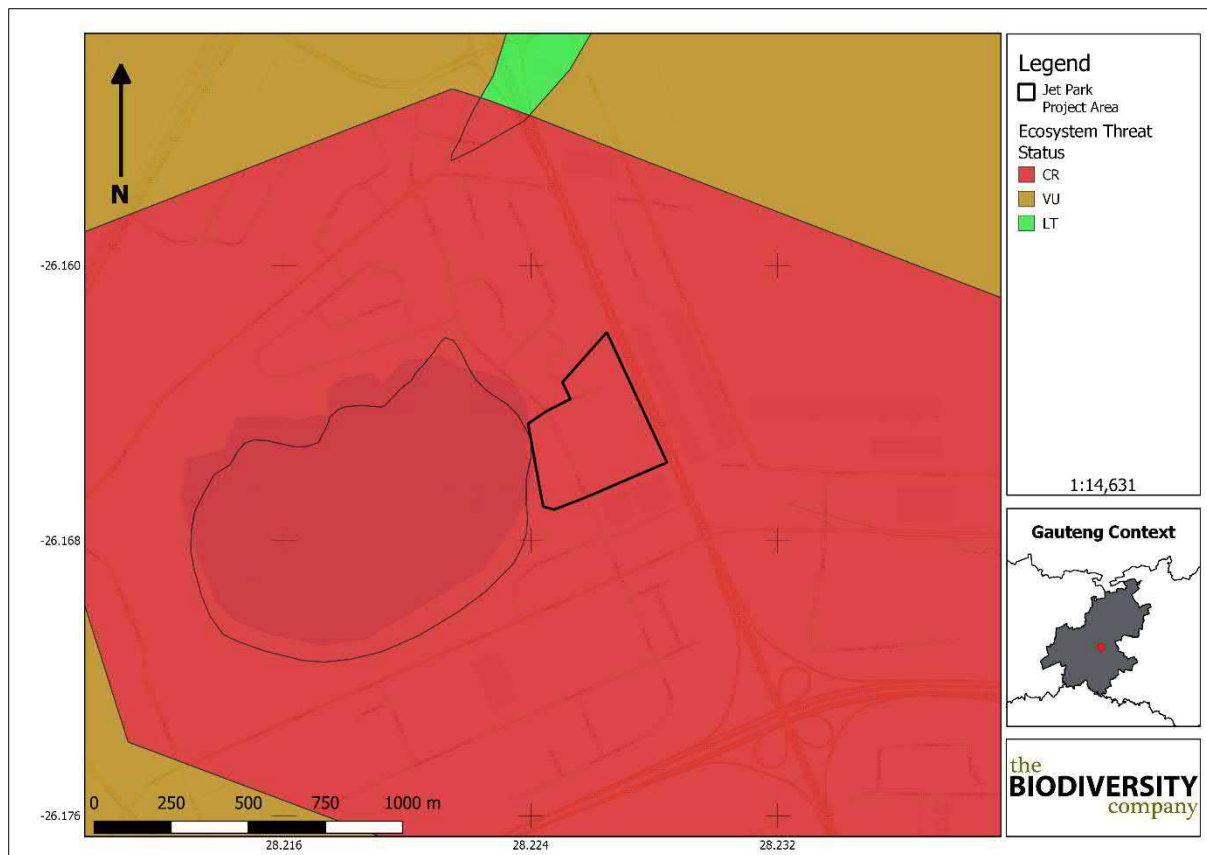 N
-26.160
-26.168
-26.176
0 250 500 750 1000 m
28.216 28.224 28.232
Legend
Jet Park
Project Area
Ecosystem Threat
Status
CR
VU
LT
1:14,631
Gauteng Context
the
BIODIVERSITY
company